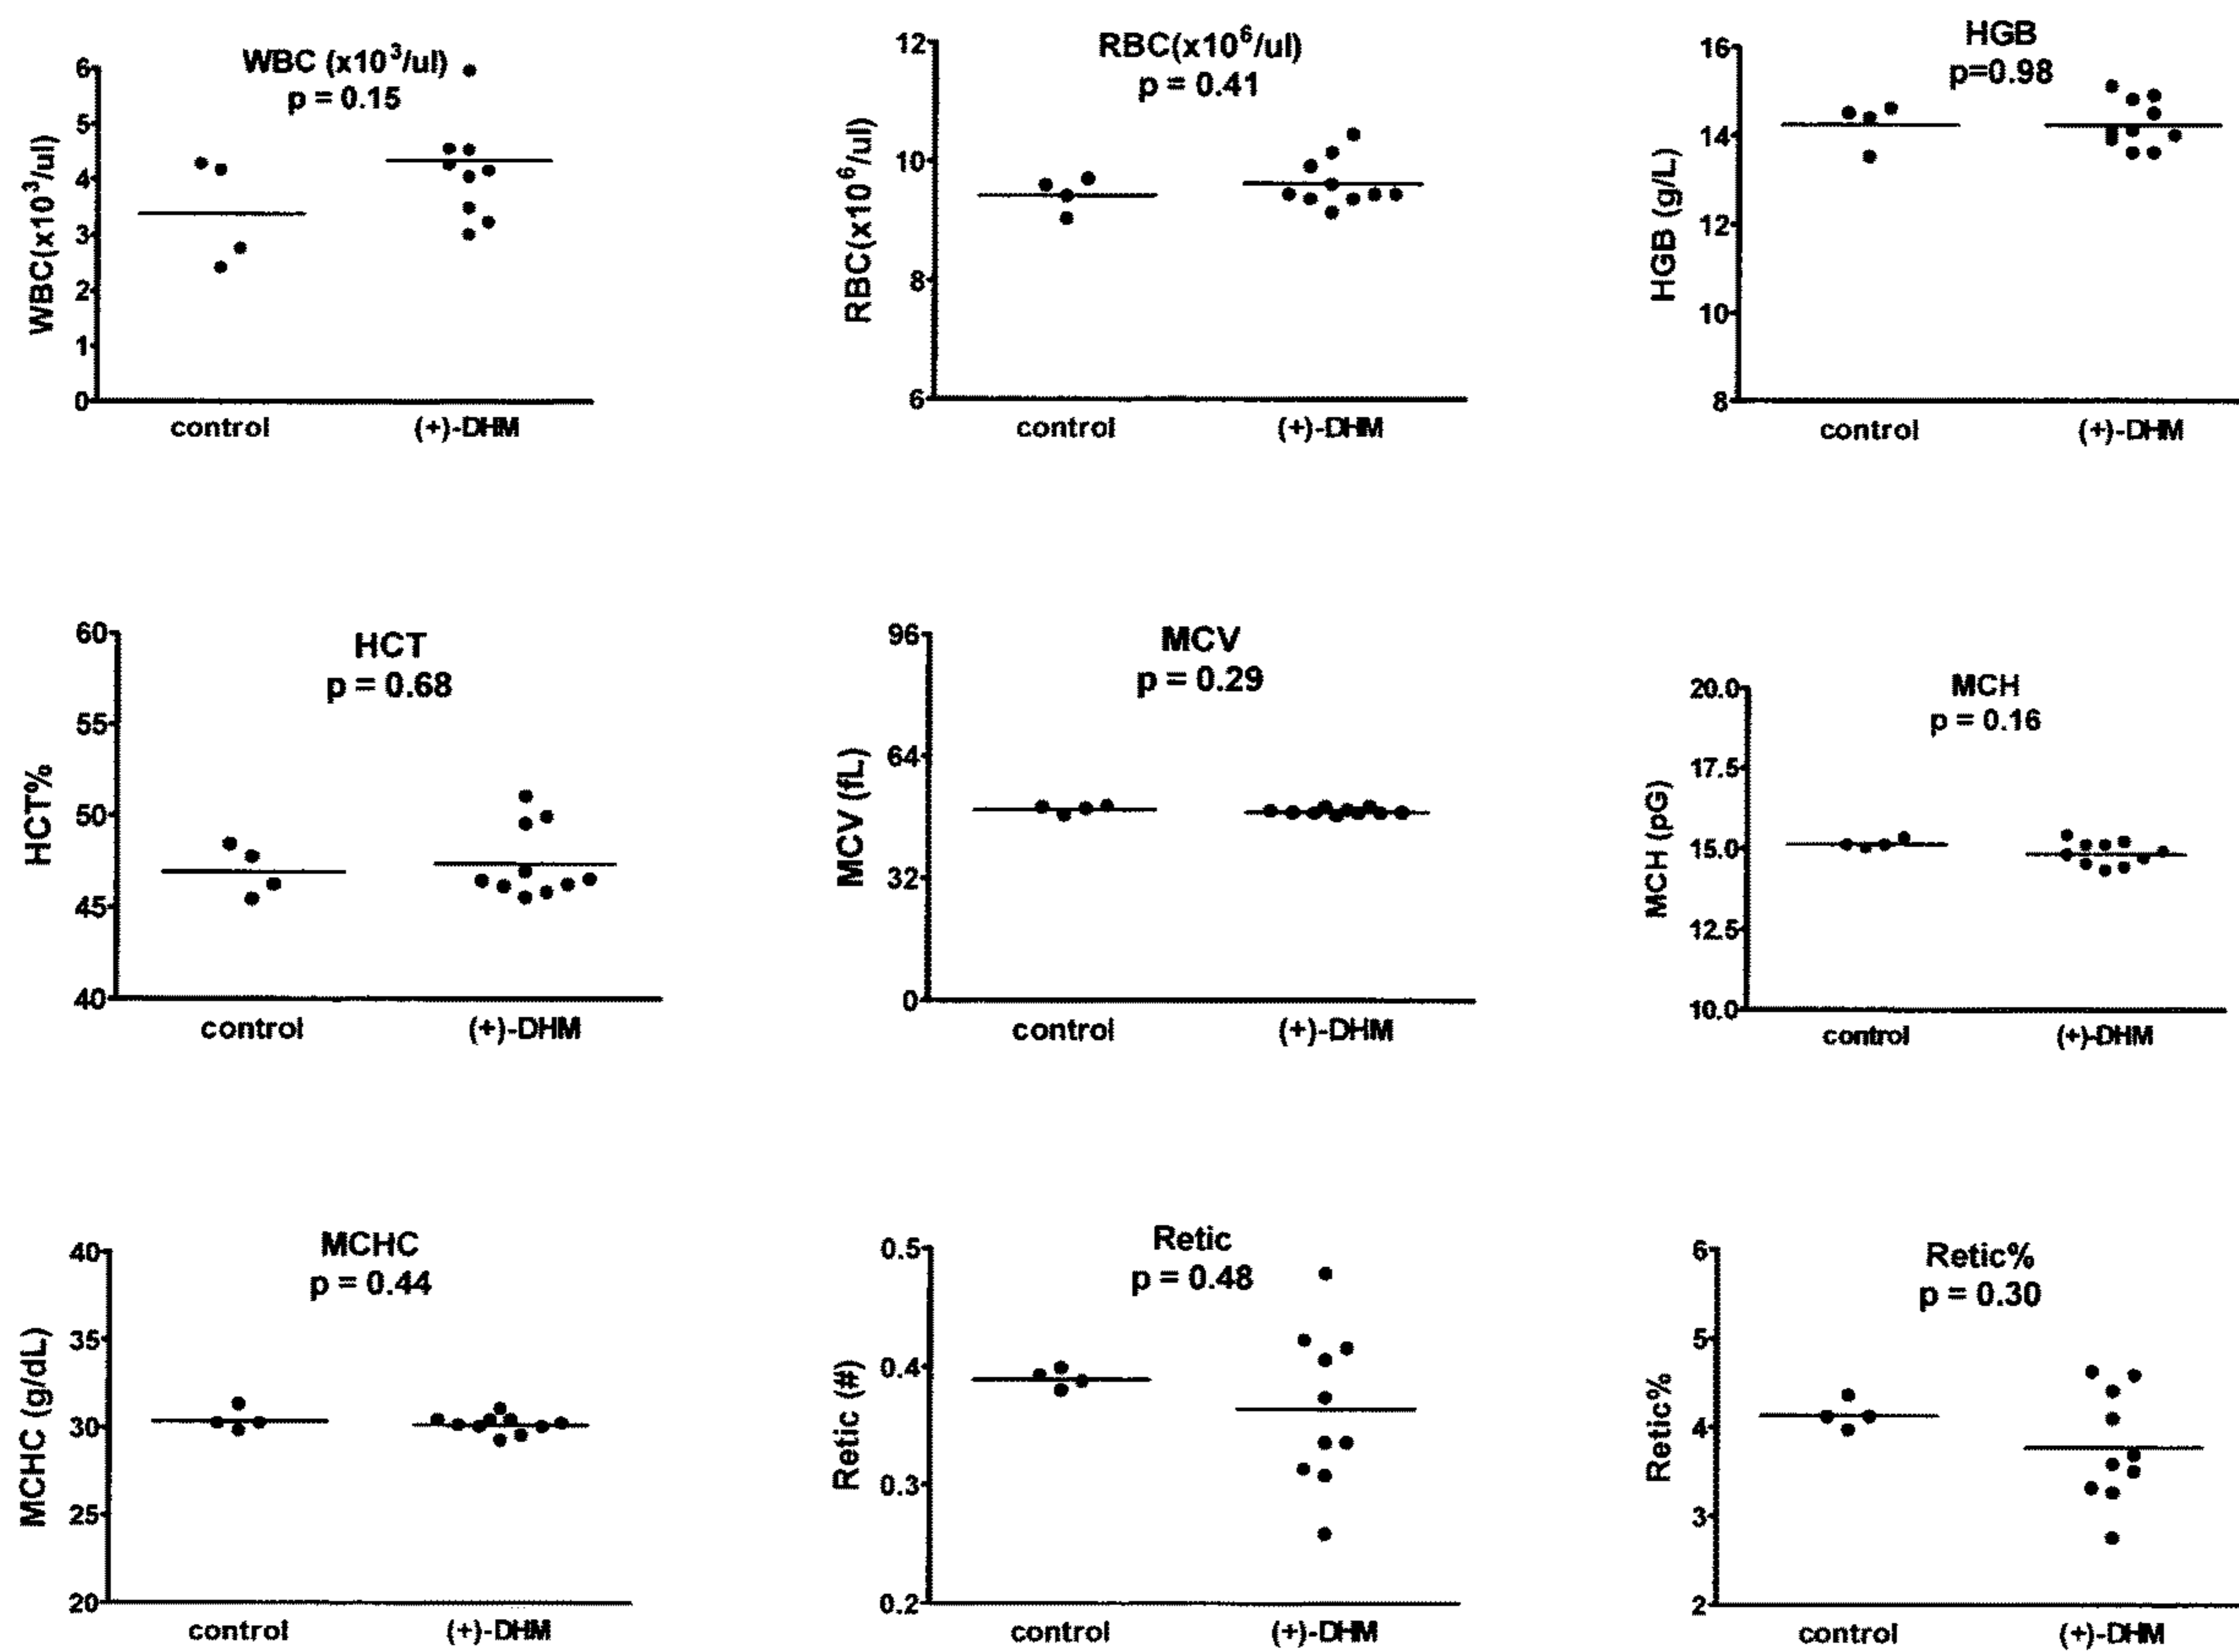 WBC (x10³/ul)
p = 0.15
WBC(x10³/ul)
6
5
4
3
2
1
0
control (+)-DHM
RBC(x10⁶/ul)
p = 0.41
RBC(x10⁶/ul)
12
10
8
6
control (+)-DHM
HGB
p=0.98
HGB (g/L)
16
14
12
10
8
control (+)-DHM
HCT
p = 0.68
HCT%
60
55
50
45
40
control (+)-DHM
MCV
p = 0.29
MCV (fL)
96
64
32
0
control (+)-DHM
MCH
p = 0.16
MCH (pG)
20.0
17.5
15.0
12.5
10.0
control (+)-DHM
MCHC
p = 0.44
MCHC (g/dL)
40
35
30
25
20
control (+)-DHM
Retic
p = 0.48
Retic (#)
0.5
0.4
0.3
0.2
control (+)-DHM
Retic%
p = 0.30
Retic%
6
5
4
3
2
control (+)-DHM